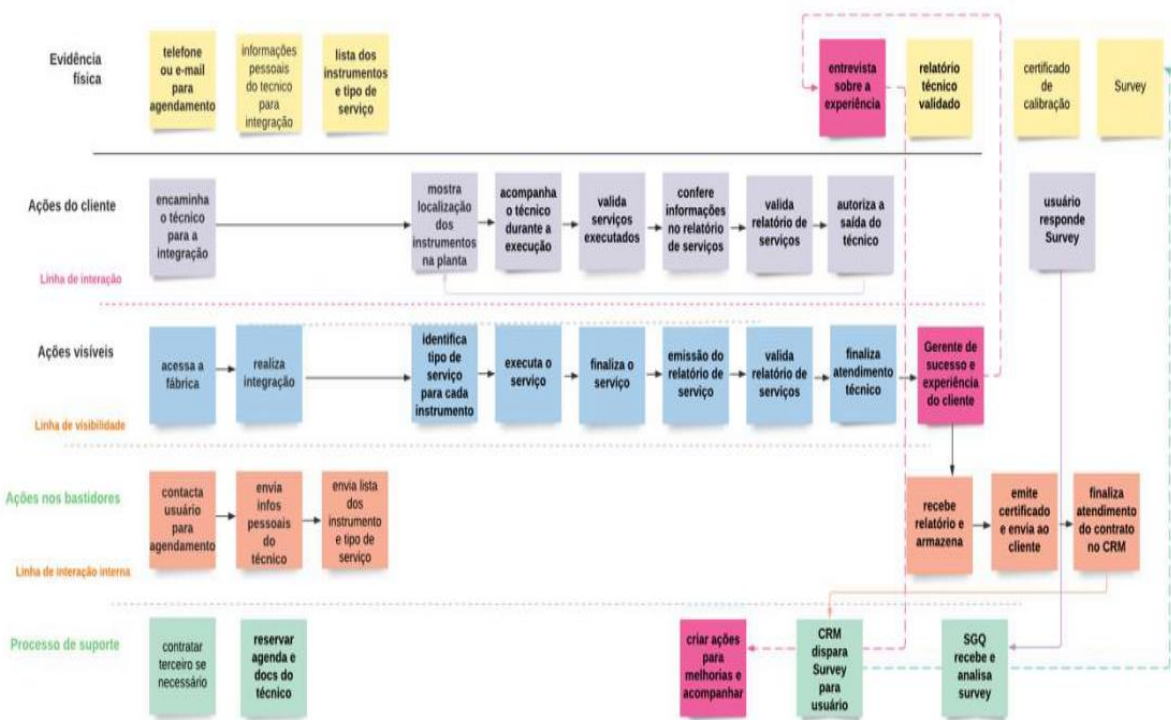 Evidência
física
telefone
ou e-mail
para
agendamento
informações
pessoais
do tecnico
para
integração
lista dos
instrumentos
e tipo de
serviço
entrevista
sobre a
experiência
relatório
técnico
validado
certificado
de
calibração
Survey
Ações do cliente
encaminha
o técnico
para a
integração
mostra
localização
dos
instrumentos
na planta
acompanha
o técnico
durante a
execução
valida
serviços
executados
confere
informações
no relatório
de serviços
valida
relatório de
serviços
autoriza a
saída do
técnico
usuário
responde
Survey
Linha de interação
Ações visíveis
acessa a
fábrica
realiza
integração
identifica
tipo de
serviço
para cada
instrumento
executa o
serviço
finaliza o
serviço
emissão do
relatório de
serviço
valida
relatório de
serviços
finaliza
atendimento
técnico
Gerente de
sucesso e
experiência
do cliente
Linha de visibilidade
Ações nos bastidores
contacta
usuário
para
agendamento
envia
infos
pessoais
do
técnico
envia lista
dos
instrumento
e tipo de
serviço
recebe
relatório e
armazena
emite
certificado
e envia ao
cliente
finaliza
atendimento
do contrato
no CRM
Linha de interação interna
Processo de suporte
contratar
terceiro se
necessário
reservar
agenda e
docs do
técnico
criar ações
para
melhorias e
acompanhar
CRM
dispara
Survey
para
usuário
SGQ
recebe e
analisa
survey